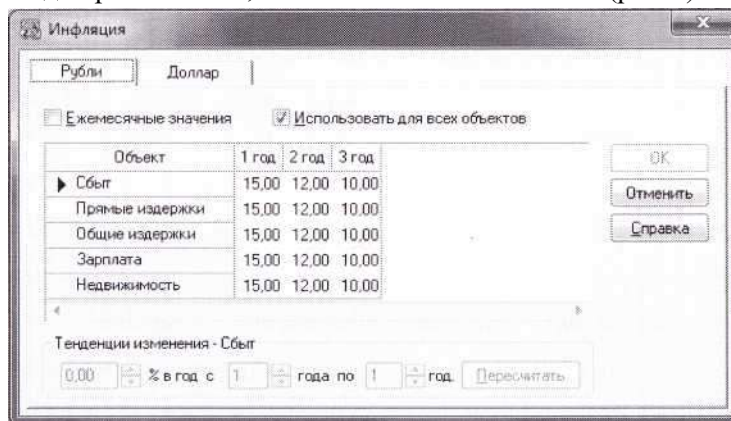 Инфляция
Рубли Доллар
Ежемесячные значения Использовать для всех объектов
Объект 1 год 2 год 3 год
Сбыт 15,00 12,00 10,00
Прямые издержки 15,00 12,00 10,00
Общие издержки 15,00 12,00 10,00
Зарплата 15,00 12,00 10,00
Недвижимость 15,00 12,00 10,00
OK
Отменить
Справка
Тенденции изменения - Сбыт
0,00 % в год с 1 года по 1 год. Пересчитать